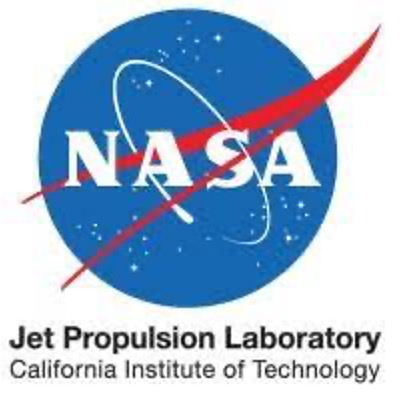 NASA
Jet Propulsion Laboratory
California Institute of Technology